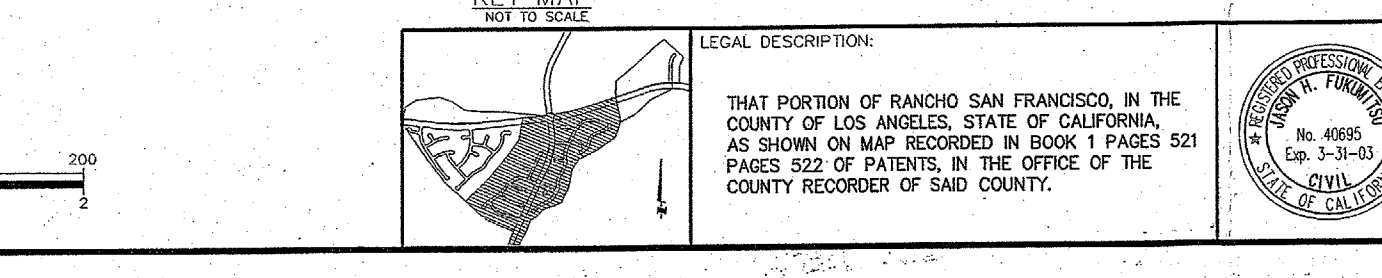 KEY MAP
NOT TO SCALE
200
2
LEGAL DESCRIPTION:
THAT PORTION OF RANCHO SAN FRANCISCO, IN THE
COUNTY OF LOS ANGELES, STATE OF CALIFORNIA,
AS SHOWN ON MAP RECORDED IN BOOK 1 PAGES 521
PAGES 522 OF PATENTS, IN THE OFFICE OF THE
COUNTY RECORDER OF SAID COUNTY.
REGISTERED PROFESSIONAL
JASON H. FUKUMITSU
No. 40695
Exp. 3-31-03
CIVIL
STATE OF CALIFOR